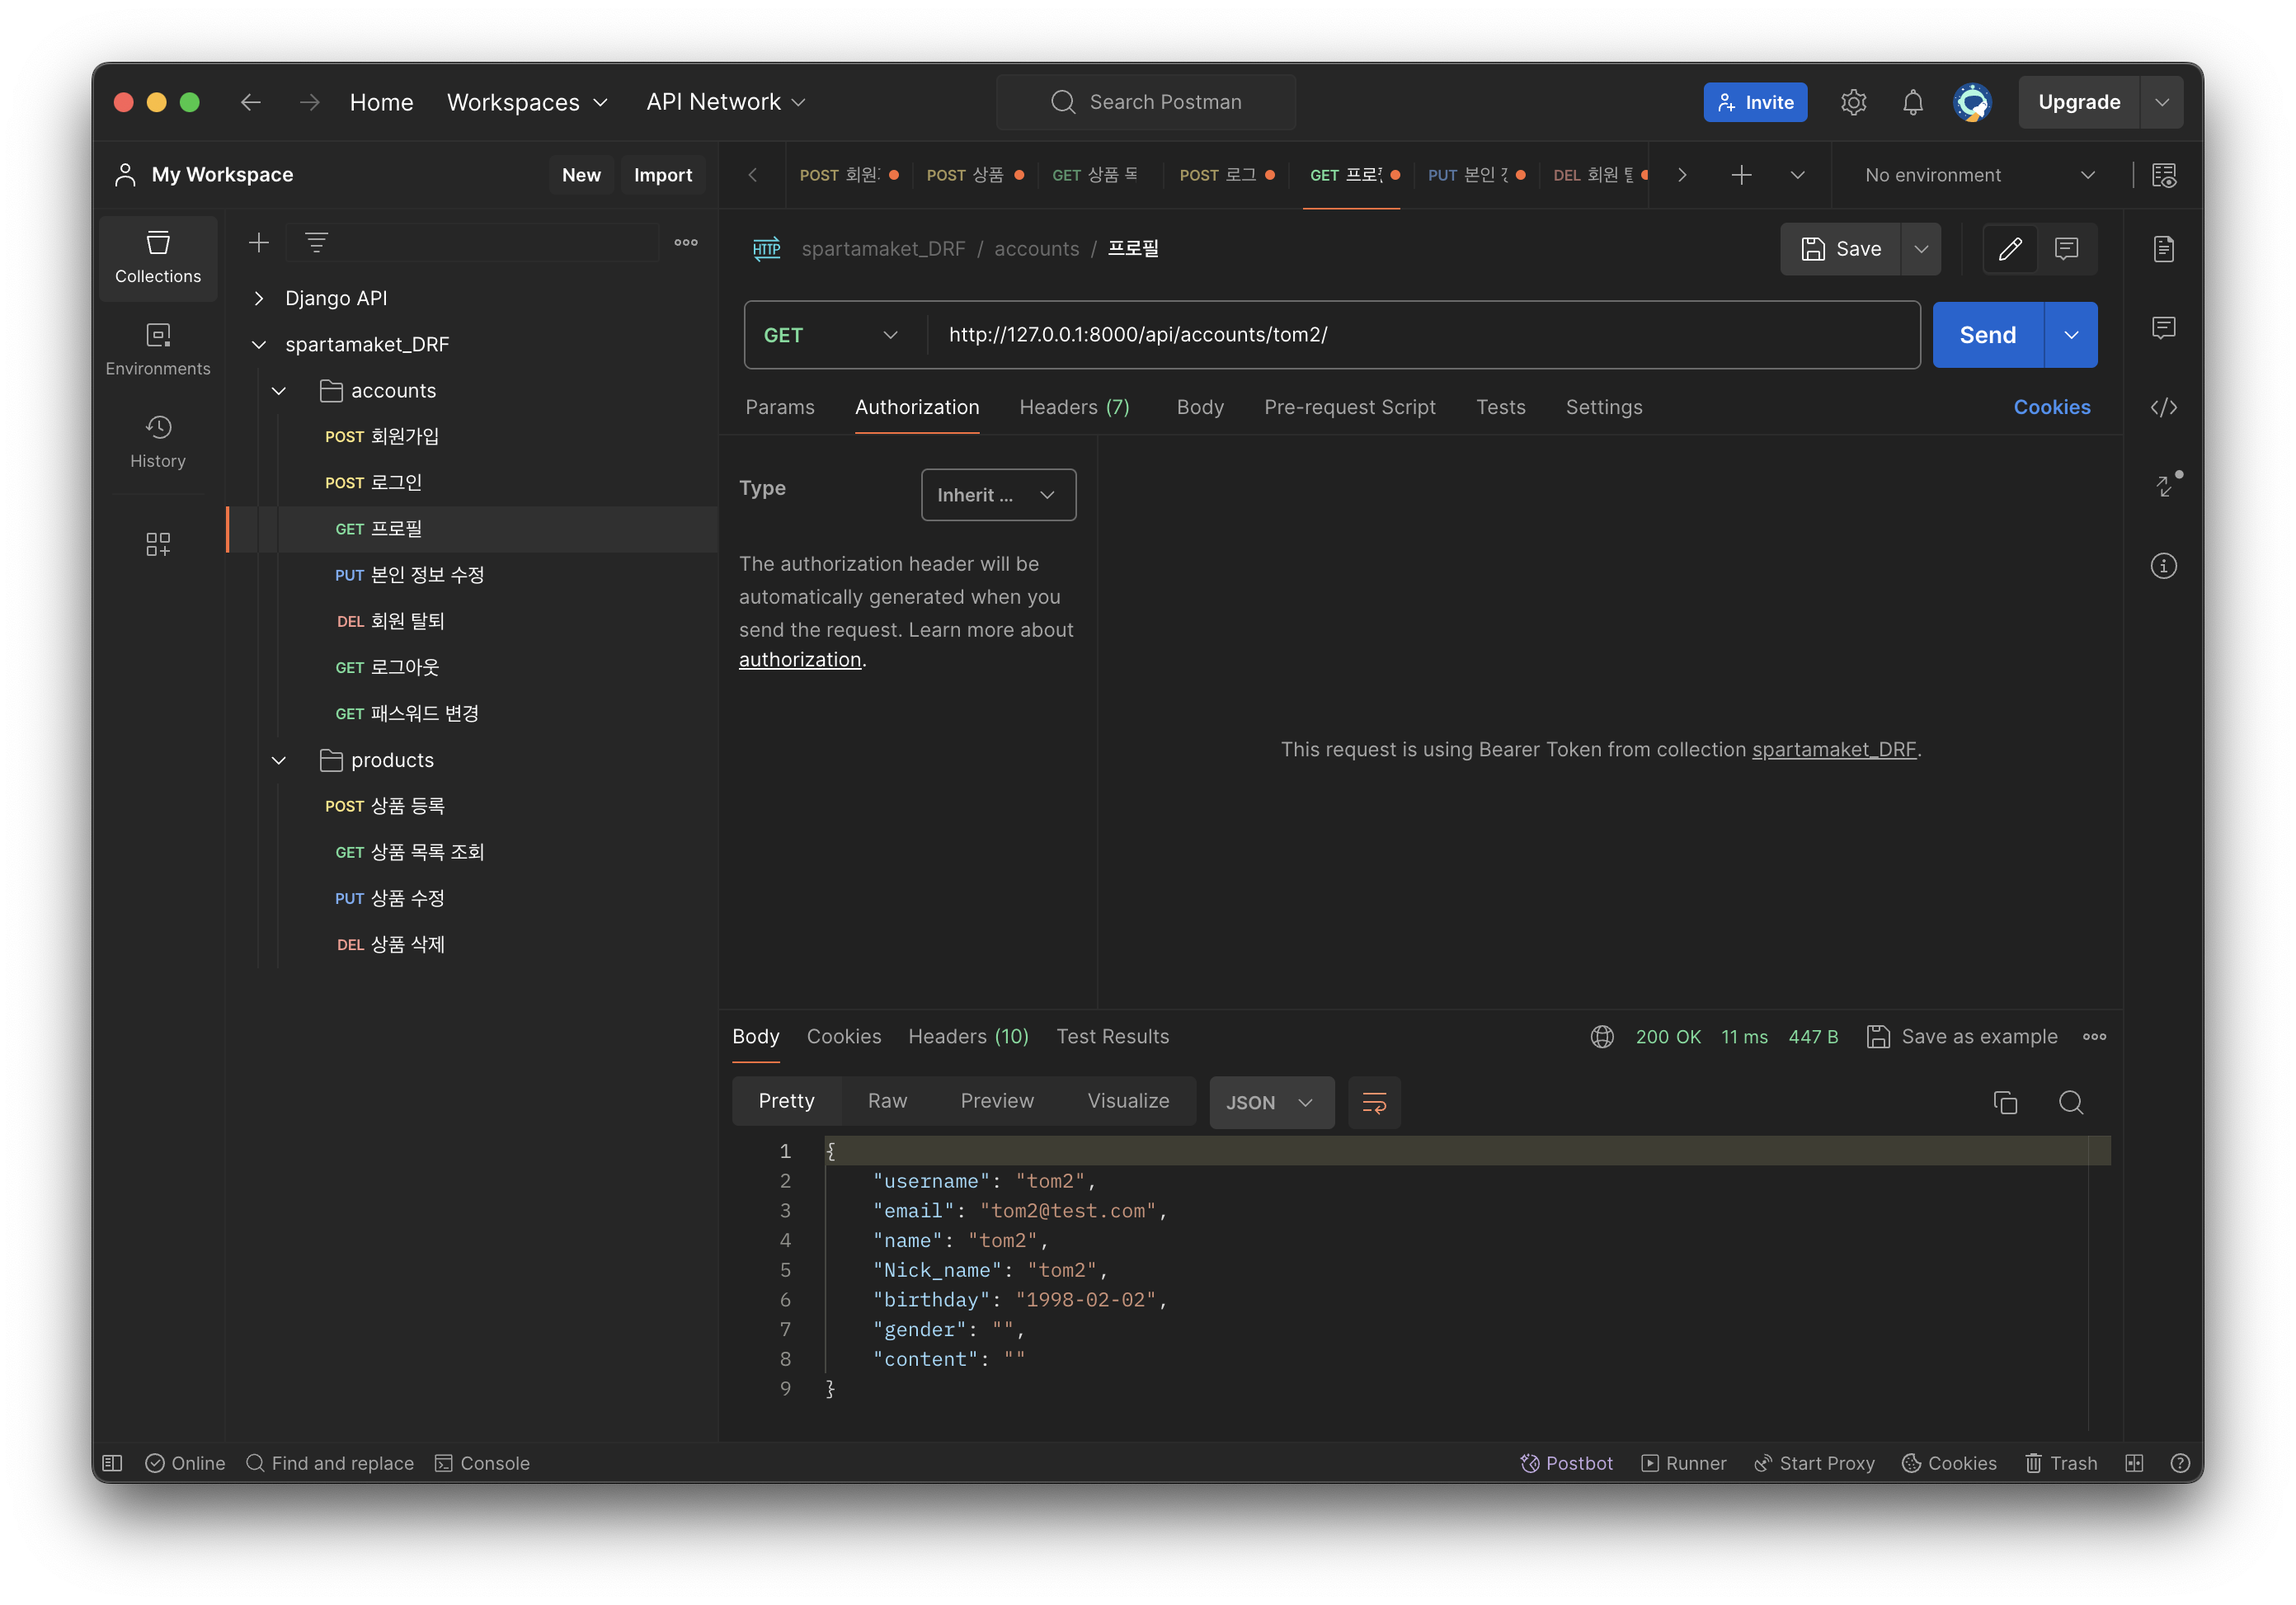 Home Workspaces API Network Search Postman Invite Upgrade
My Workspace New Import
POST 회원 POST 상품 GET 상품 목 POST 로그 GET 프로필 PUT 본인 DEL 회원 No environment
Collections
Environments
History
Django API
spartamaket_DRF
accounts
POST 회원가입
POST 로그인
GET 프로필
PUT 본인 정보 수정
DEL 회원 탈퇴
GET 로그아웃
GET 패스워드 변경
products
POST 상품 등록
GET 상품 목록 조회
PUT 상품 수정
DEL 상품 삭제
HTTP spartamaket_DRF / accounts / 프로필 Save
GET http://127.0.0.1:8000/api/accounts/tom2/ Send
Params Authorization Headers (7) Body Pre-request Script Tests Settings Cookies
Type Inherit ...
The authorization header will be
automatically generated when you
send the request. Learn more about
authorization.
This request is using Bearer Token from collection spartamaket_DRF.
Body Cookies Headers (10) Test Results 200 OK 11 ms 447 B Save as example
Pretty Raw Preview Visualize JSON
1 {
2 "username": "tom2",
3 "email": "tom2@test.com",
4 "name": "tom2",
5 "Nick_name": "tom2",
6 "birthday": "1998-02-02",
7 "gender": "",
8 "content": ""
9 }
Online Find and replace Console Postbot Runner Start Proxy Cookies Trash